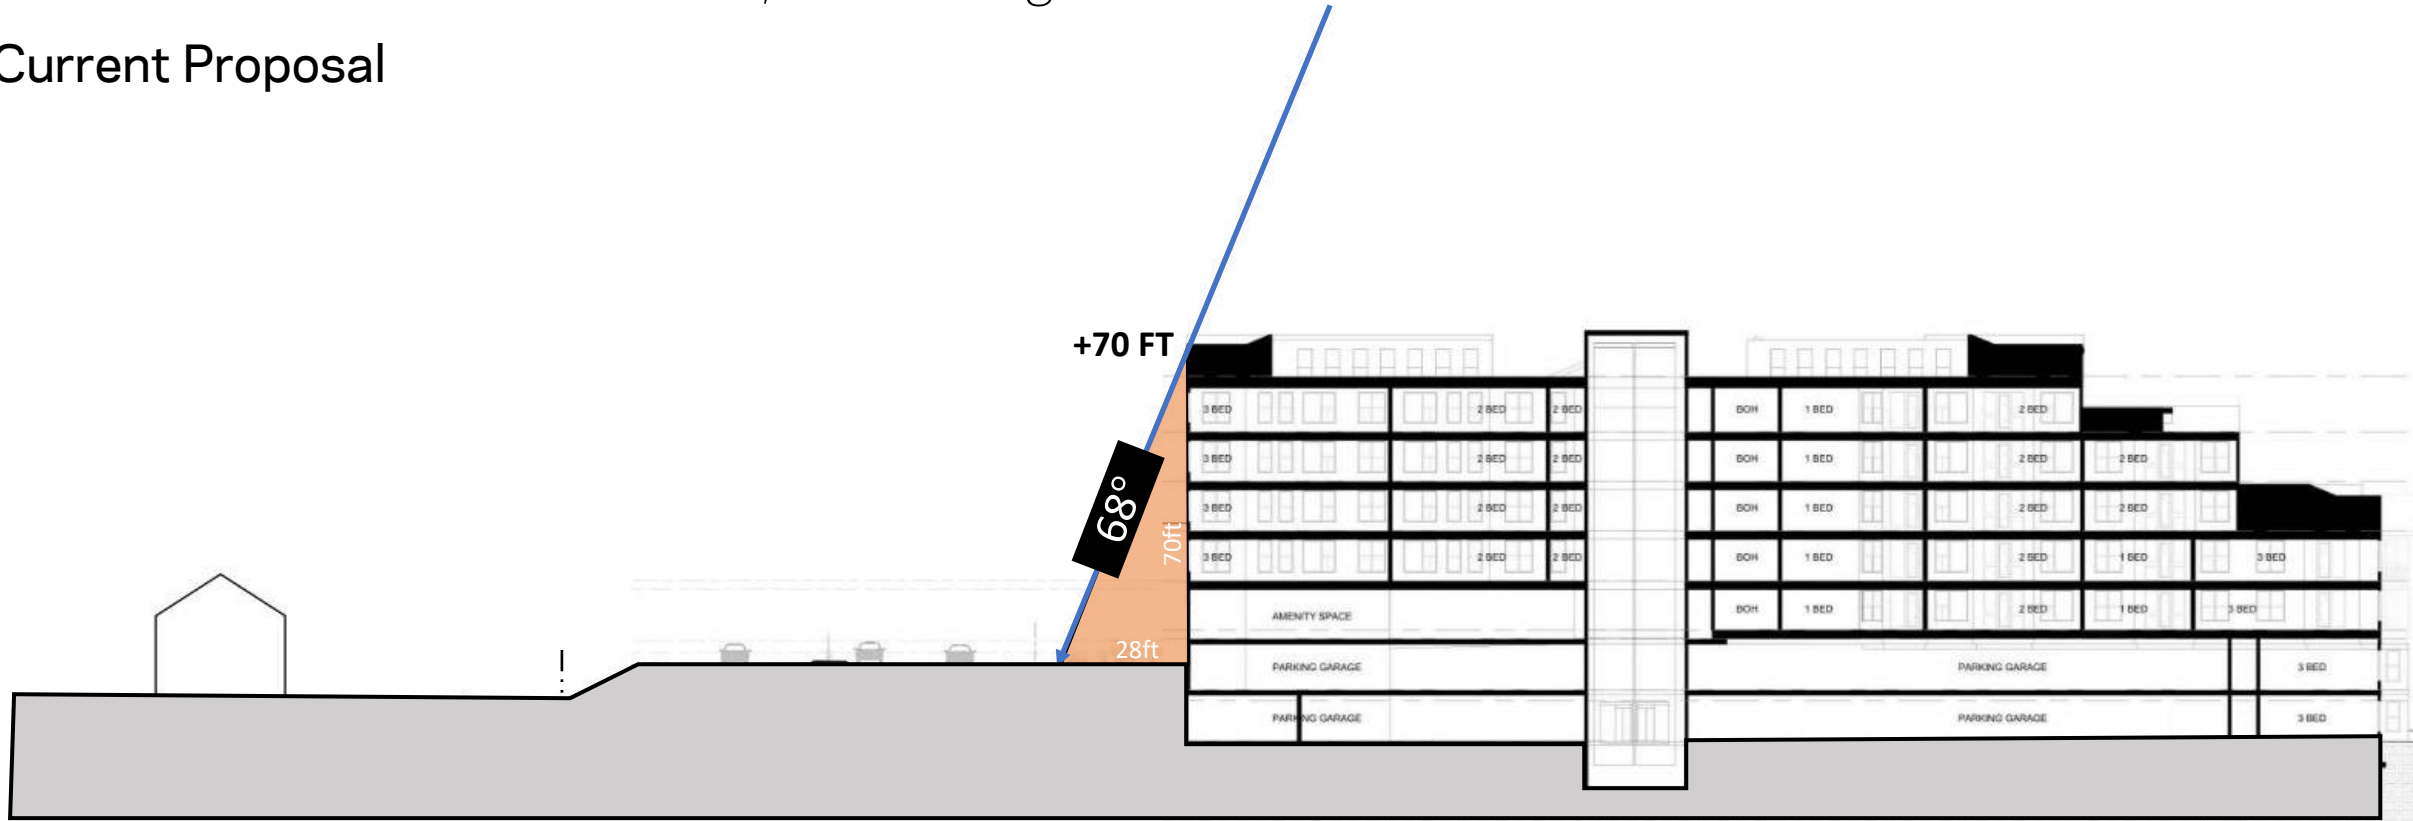 Current Proposal
+70 FT
68°
70ft
28ft
3 BED 2 BED 2 BED BOH 1 BED 2 BED
3 BED 2 BED 2 BED BOH 1 BED 2 BED 2 BED
3 BED 2 BED 2 BED BOH 1 BED 2 BED 2 BED
3 BED 2 BED 2 BED BOH 1 BED 2 BED 1 BED 3 BED
AMENITY SPACE BOH 1 BED 2 BED 1 BED 3 BED
PARKING GARAGE PARKING GARAGE 3 BED
PARKING GARAGE PARKING GARAGE 3 BED